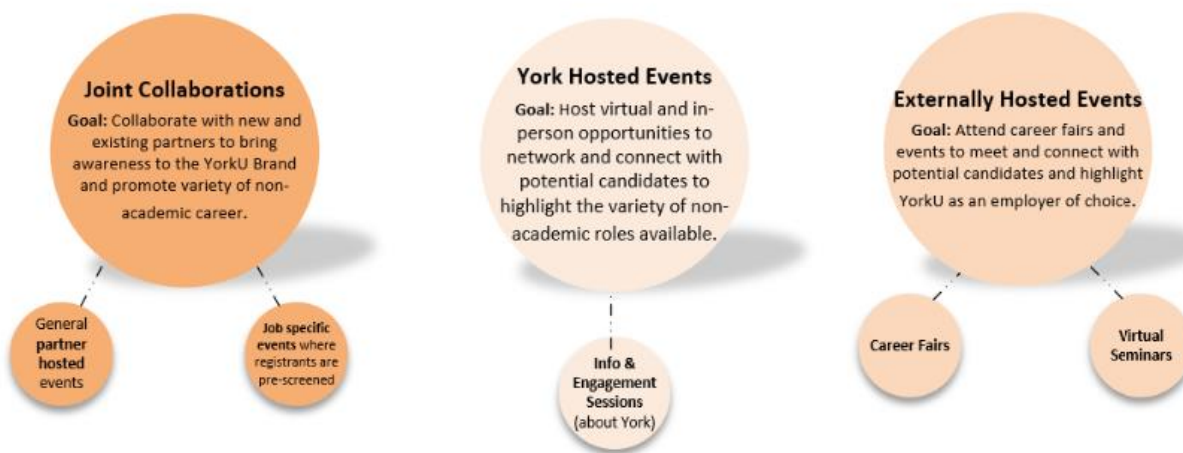 Joint Collaborations
Goal: Collaborate with new and
existing partners to bring
awareness to the YorkU Brand
and promote variety of non-
academic career.
General
partner
hosted
events
Job specific
events where
registrants are
pre-screened
York Hosted Events
Goal: Host virtual and in-
person opportunities to
network and connect with
potential candidates to
highlight the variety of non-
academic roles available.
Info &
Engagement
Sessions
(about York)
Externally Hosted Events
Goal: Attend career fairs and
events to meet and connect with
potential candidates and highlight
YorkU as an employer of choice.
Career Fairs
Virtual
Seminars